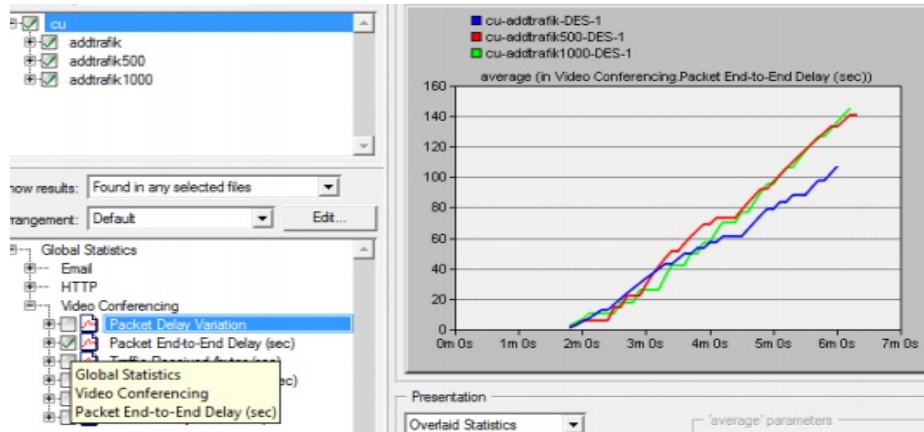 cu
addtrafik
addtrafik500
addtrafik1000
now results: Found in any selected files
rrangement: Default Edit...
Global Statistics
Email
HTTP
Video Conferencing
Packet Delay Variation
Packet End-to-End Delay (sec)
Global Statistics
Video Conferencing
Packet End-to-End Delay (sec)
cu-addtrafik-DES-1
cu-addtrafik500-DES-1
cu-addtrafik1000-DES-1
average (in Video Conferencing.Packet End-to-End Delay (sec))
160
140
120
100
80
60
40
20
0
0m 0s 1m 0s 2m 0s 3m 0s 4m 0s 5m 0s 6m 0s 7m 0s
Presentation
Overlaid Statistics
'average' parameters